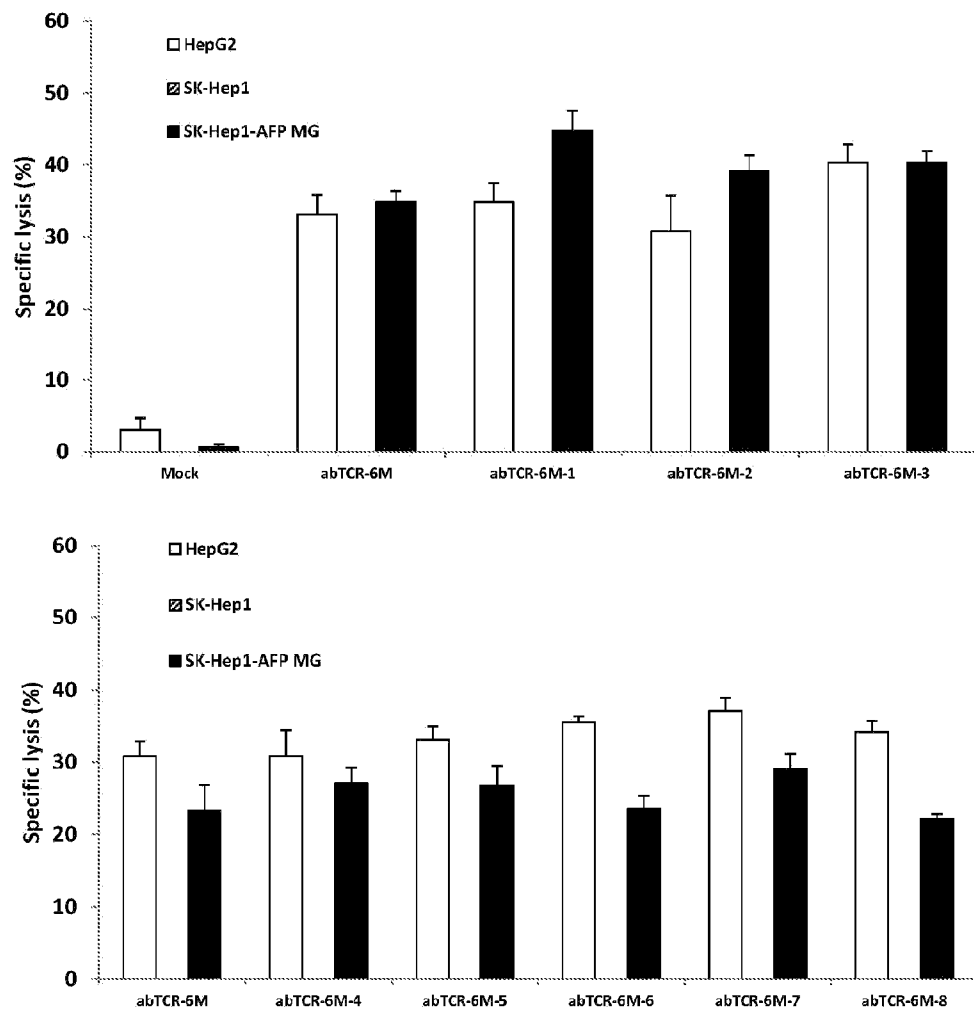 60
50
40
30
20
10
0
Specific lysis (%)
HepG2
SK-Hep1
SK-Hep1-AFP MG
Mock abTCR-6M abTCR-6M-1 abTCR-6M-2 abTCR-6M-3
60
50
40
30
20
10
0
Specific lysis (%)
HepG2
SK-Hep1
SK-Hep1-AFP MG
abTCR-6M abTCR-6M-4 abTCR-6M-5 abTCR-6M-6 abTCR-6M-7 abTCR-6M-8